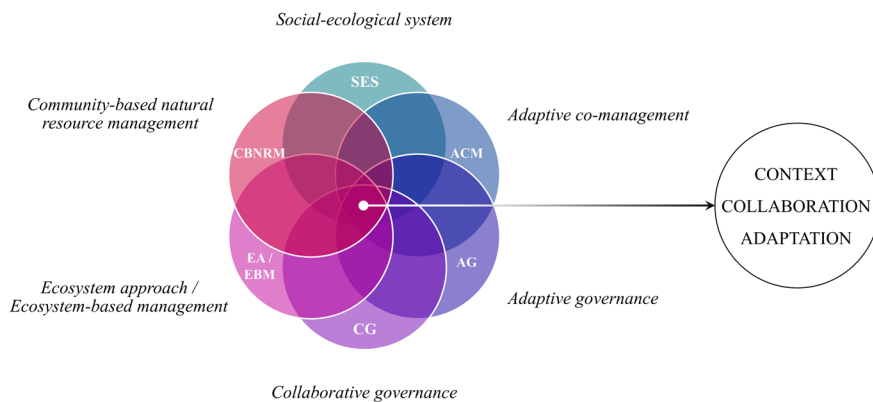 Social-ecological system
SES
Community-based natural
resource management
Adaptive co-management
CBNRM
ACM
CONTEXT
COLLABORATION
ADAPTATION
EA /
EBM
AG
Ecosystem approach /
Ecosystem-based management
Adaptive governance
CG
Collaborative governance